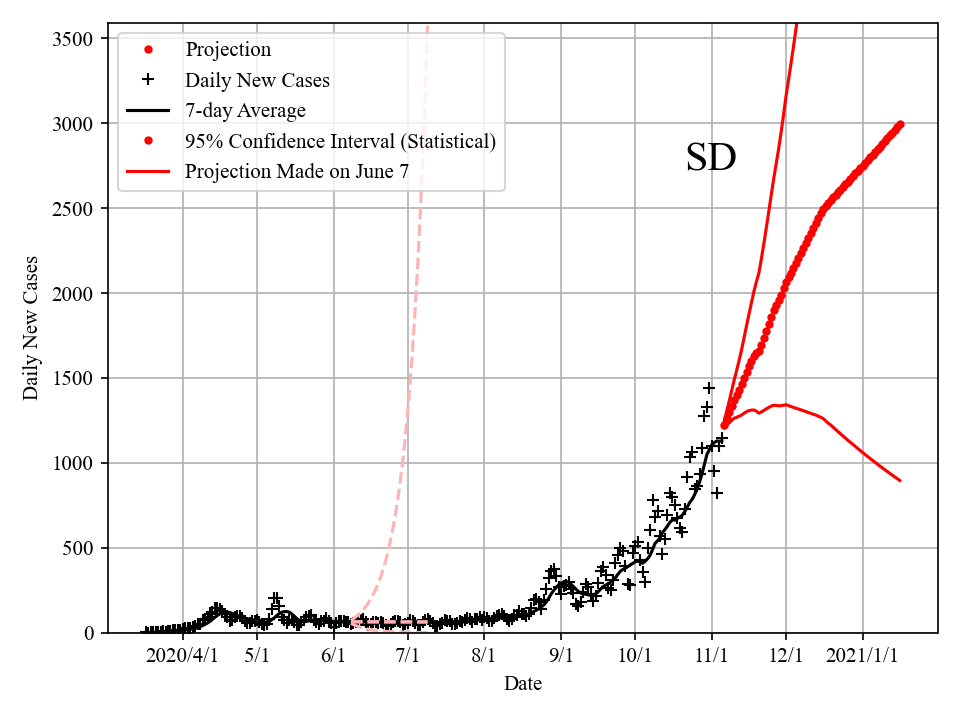 3500
3000
2500
2000
1500
1000
500
0
Daily New Cases
Projection
Daily New Cases
7-day Average
95% Confidence Interval (Statistical)
Projection Made on June 7
SD
2020/4/1 5/1 6/1 7/1 8/1 9/1 10/1 11/1 12/1 2021/1/1
Date